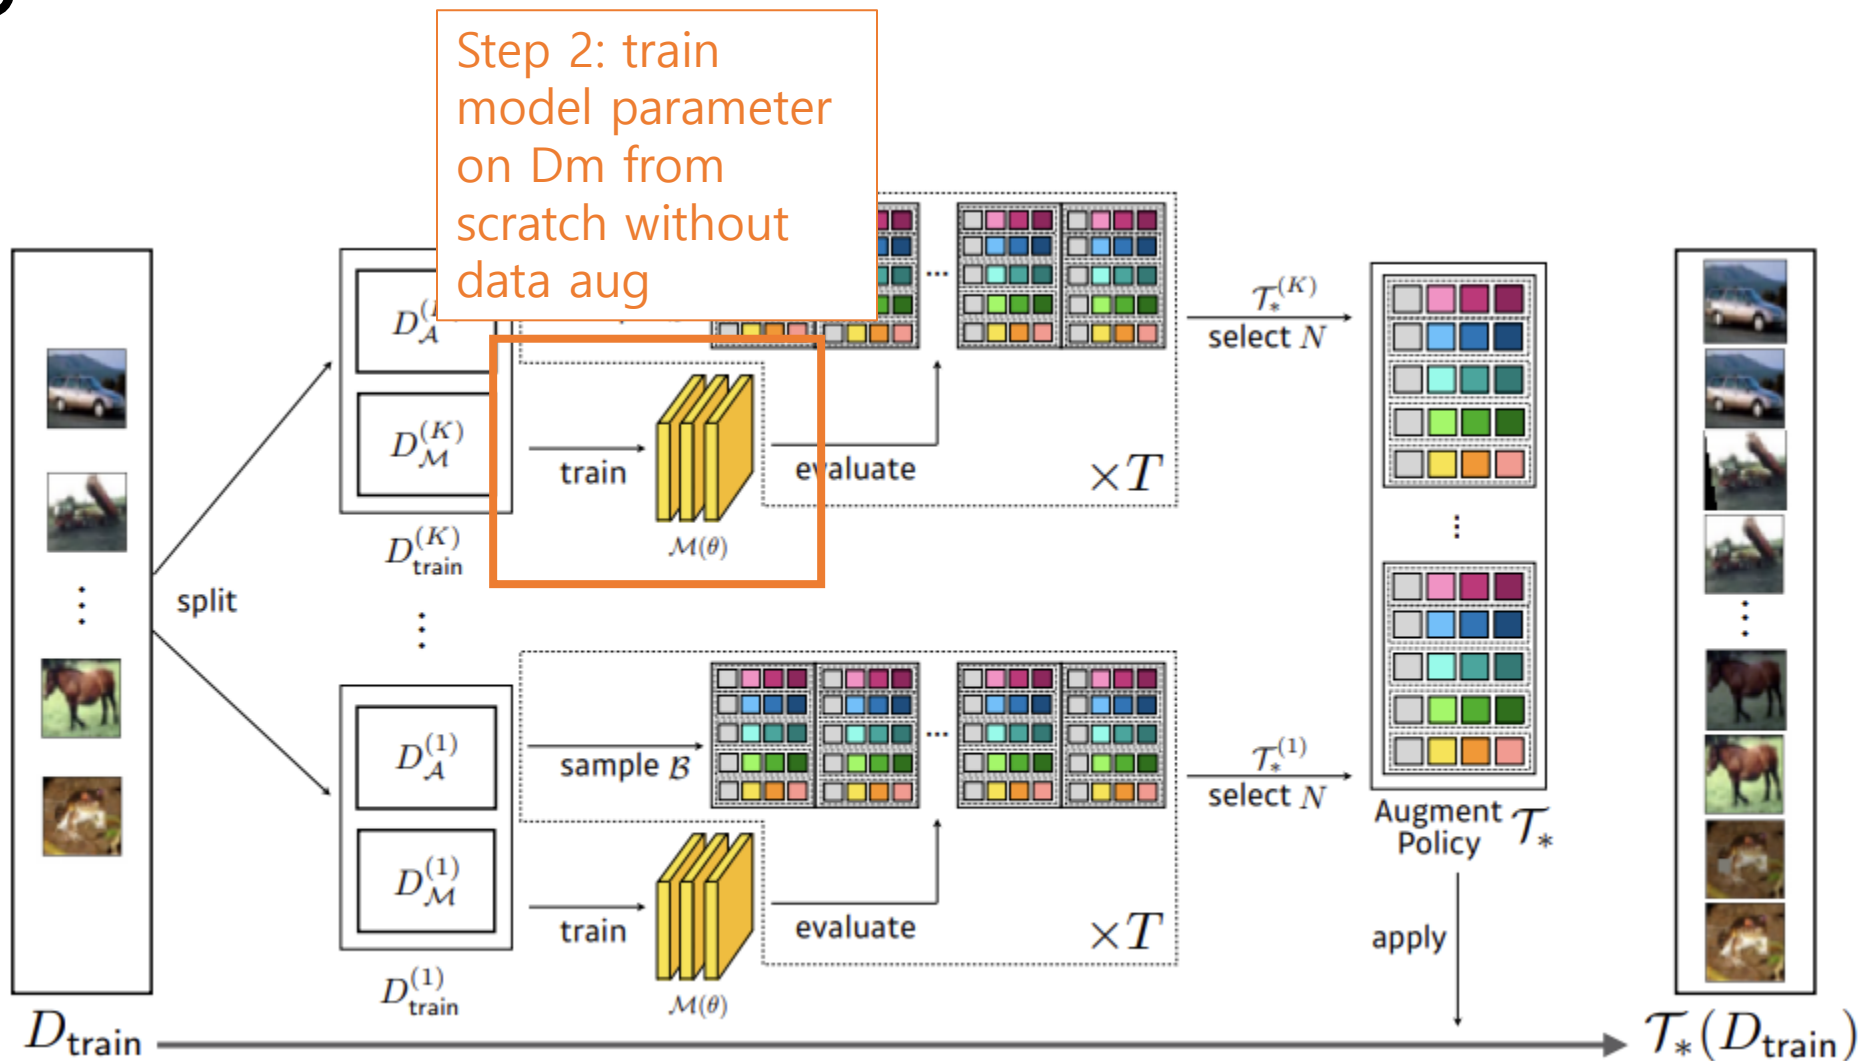 Step 2: train
model parameter
on Dm from
scratch without
data aug
D_A^(
D_M^(K)
D_train^(K)
train
M(θ)
evaluate
×T
T_*^(K)
select N
⋮
split
⋮
⋮
⋮
D_A^(1)
D_M^(1)
D_train^(1)
sample B
...
...
train
M(θ)
evaluate
×T
T_*^(1)
select N
Augment
Policy T_*
apply
D_train
T_*(D_train)